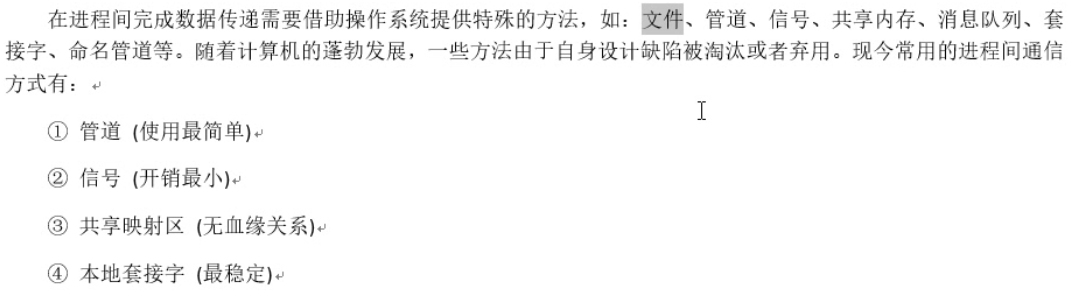 在进程间完成数据传递需要借助操作系统提供特殊的方法，如：文件、管道、信号、共享内存、消息队列、套
接字、命名管道等。随着计算机的蓬勃发展，一些方法由于自身设计缺陷被淘汰或者弃用。现今常用的进程间通信
方式有：
① 管道 (使用最简单)
② 信号 (开销最小)
③ 共享映射区 (无血缘关系)
④ 本地套接字 (最稳定)